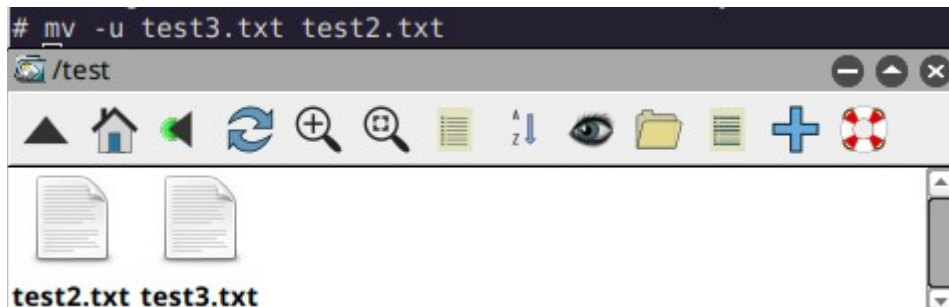 # mv -u test3.txt test2.txt
/test
A
Z
test2.txt test3.txt